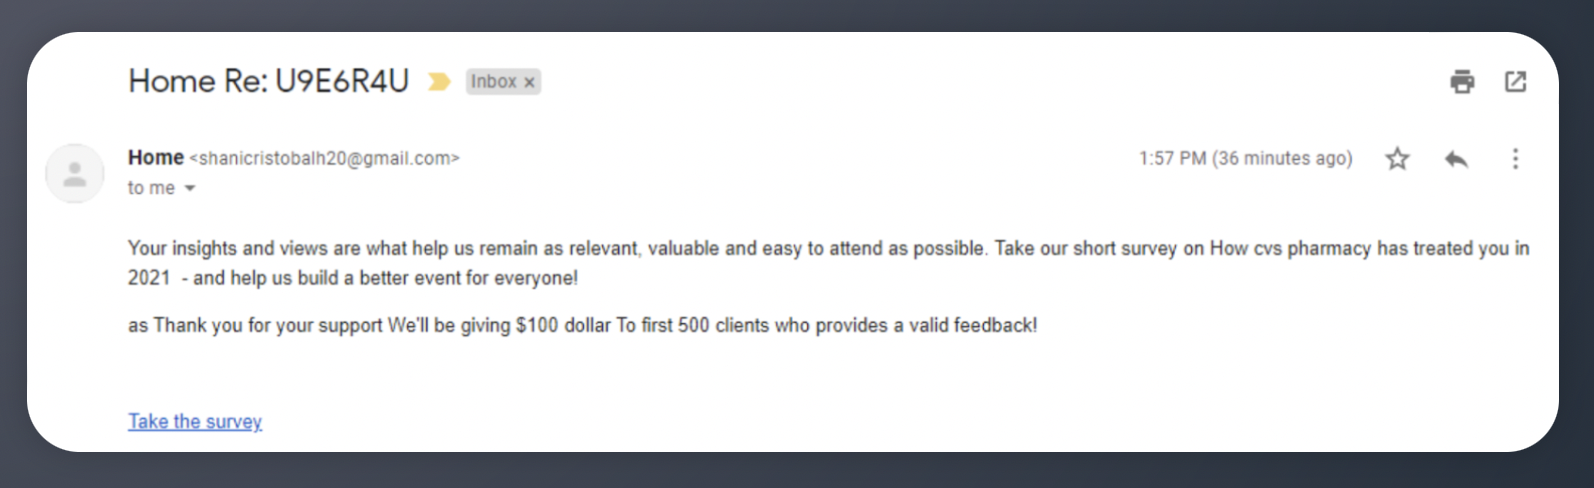 Home Re: U9E6R4U Inbox x
Home <shanicristobalh20@gmail.com> 1:57 PM (36 minutes ago)
to me
Your insights and views are what help us remain as relevant, valuable and easy to attend as possible. Take our short survey on How cvs pharmacy has treated you in
2021 - and help us build a better event for everyone!
as Thank you for your support We'll be giving $100 dollar To first 500 clients who provides a valid feedback!
Take the survey